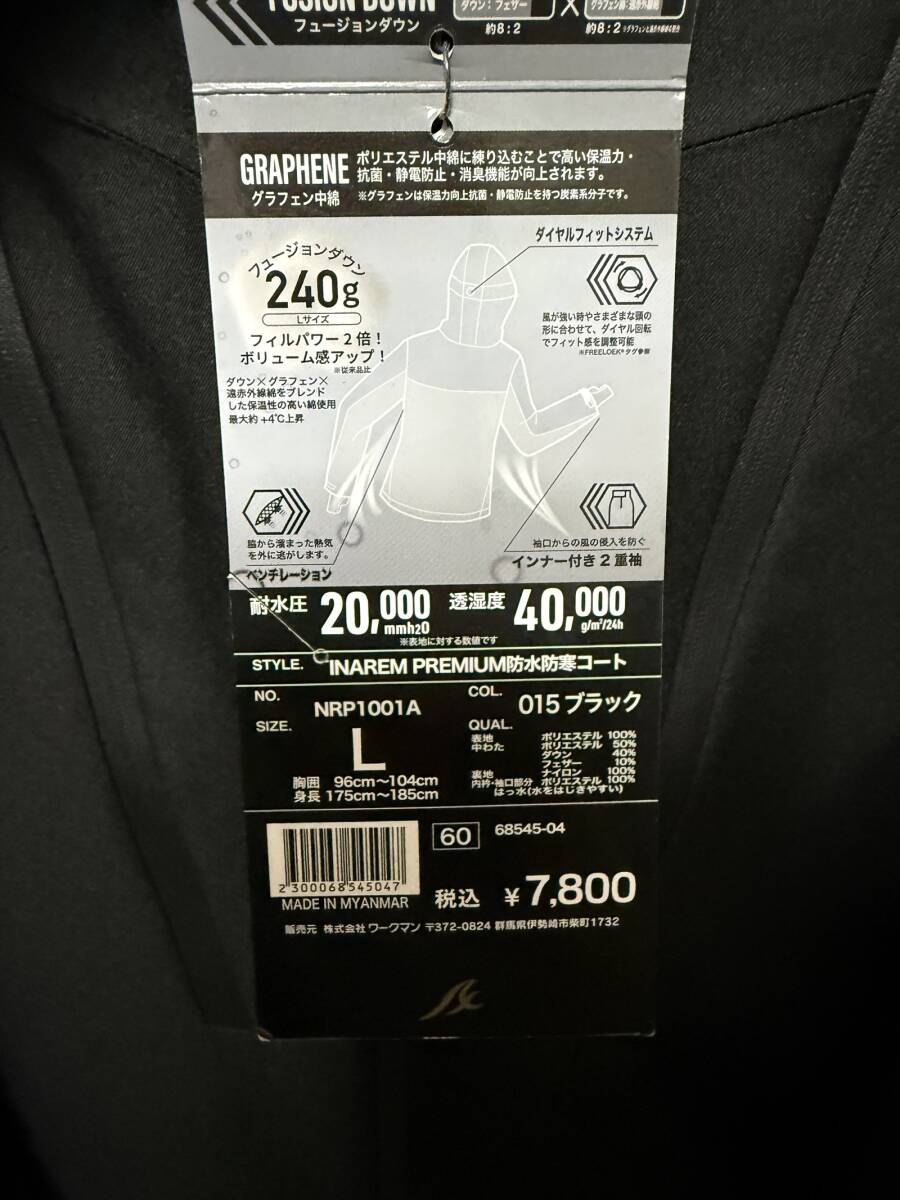 FUSION DOWN
フュージョンダウン
ダウン：フェザー
約8：2
×
約8：2
GRAPHENE
グラフェン中綿
ポリエステル中綿に練り込むことで高い保温力・
抗菌・静電防止・消臭機能が向上されます。
※グラフェンは保温力向上抗菌・静電防止を持つ炭素系分子です。
ダイヤルフィットシステム
フュージョンダウン
240g
Lサイズ
フィルパワー2倍！
ボリューム感アップ！
※従来品比
ダウン×グラフェン×
遠赤外線綿をブレンド
した保温性の高い綿使用
最大約+4℃上昇
風が強い時やさまざまな頭の
形に合わせて、ダイヤル回転
でフィット感を調整可能
※FREELOEK®タグ参照
脇から溜まった熱気
を外に逃がします。
ベンチレーション
袖口からの風の侵入を防ぐ
インナー付き2重袖
耐水圧 20,000 mmh2O 透湿度 40,000 g/m²/24h
※表地に対する数値です
STYLE. INAREM PREMIUM防水防寒コート
NO. NRP1001A
COL. 015 ブラック
SIZE. L
胸囲 96cm～104cm
身長 175cm～185cm
QUAL.
表地 ポリエステル 100%
中わた ポリエステル 50%
ダウン 40%
フェザー 10%
裏地 ナイロン 100%
内衿・袖口部分 ポリエステル 100%
はっ水(水をはじきやすい)
60 68545-04
2300068545047
MADE IN MYANMAR
税込 ¥7,800
販売元 株式会社 ワークマン 〒372-0824 群馬県伊勢崎市柴町1732